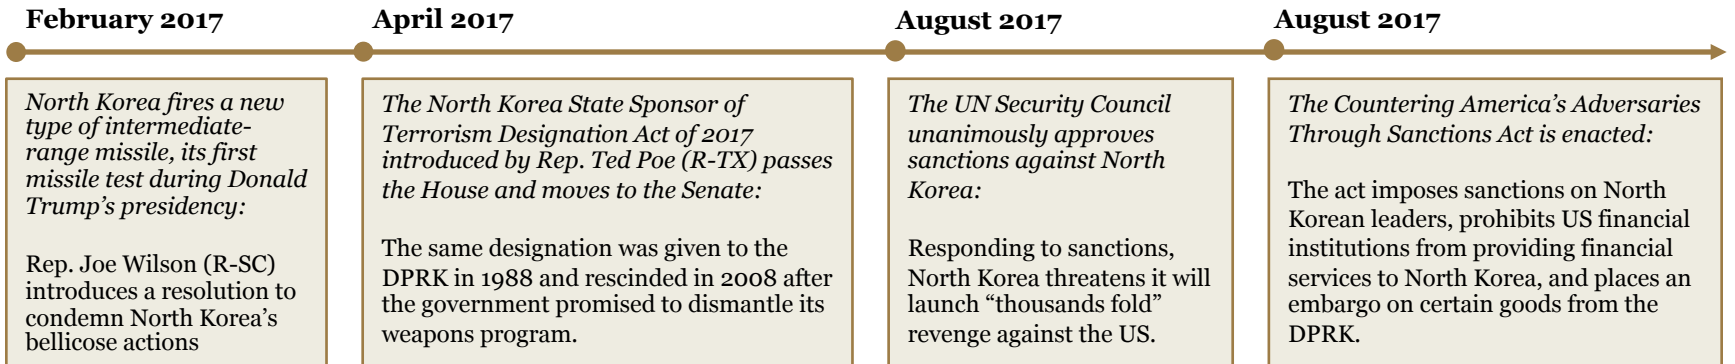 February 2017
North Korea fires a new
type of intermediate-
range missile, its first
missile test during Donald
Trump's presidency:
Rep. Joe Wilson (R-SC)
introduces a resolution to
condemn North Korea's
bellicose actions
April 2017
The North Korea State Sponsor of
Terrorism Designation Act of 2017
introduced by Rep. Ted Poe (R-TX) passes
the House and moves to the Senate:
The same designation was given to the
DPRK in 1988 and rescinded in 2008 after
the government promised to dismantle its
weapons program.
August 2017
The UN Security Council
unanimously approves
sanctions against North
Korea:
Responding to sanctions,
North Korea threatens it will
launch “thousands fold”
revenge against the US.
August 2017
The Countering America's Adversaries
Through Sanctions Act is enacted:
The act imposes sanctions on North
Korean leaders, prohibits US financial
institutions from providing financial
services to North Korea, and places an
embargo on certain goods from the
DPRK.